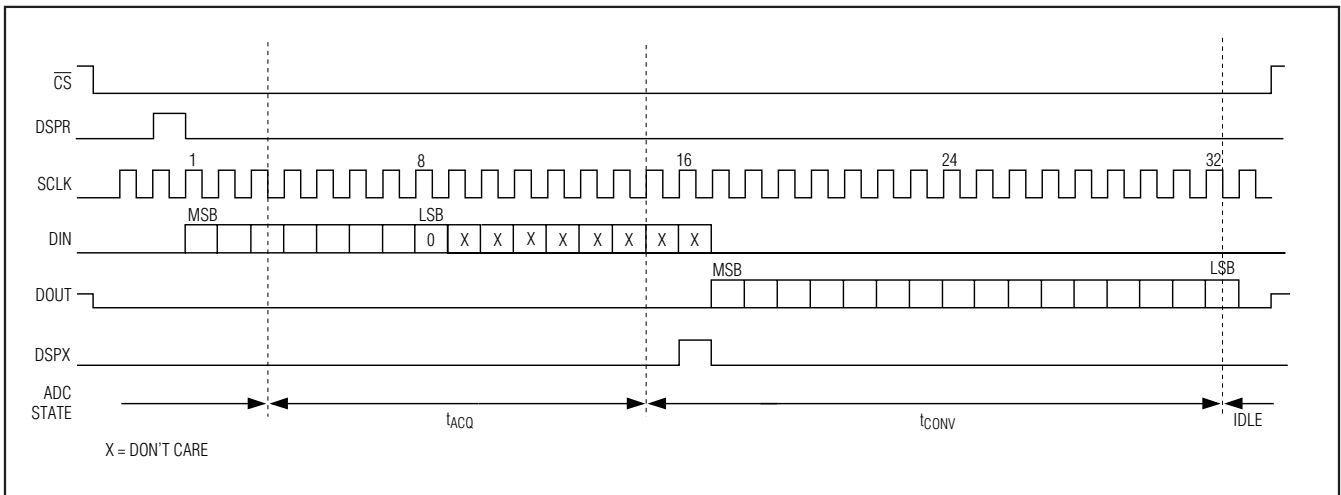 CS
DSPR
1 8 16 24 32
SCLK
MSB LSB
DIN 0 X X X X X X X X
MSB LSB
DOUT
DSPX
ADC
STATE
tACQ tCONV IDLE
X = DON'T CARE